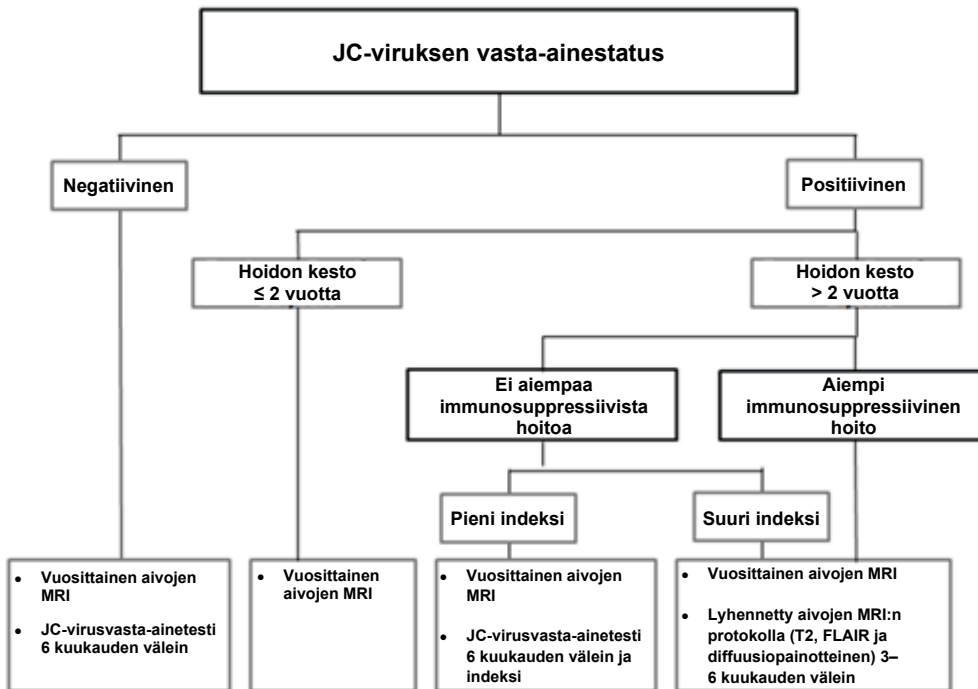 JC-viruksen vasta-ainestatus
Negatiivinen
Positiivinen
Hoidon kesto
≤ 2 vuotta
Hoidon kesto
> 2 vuotta
Ei aiempaa
immunosuppressiivista
hoitoa
Aiempi
immunosuppressiivinen
hoito
Pieni indeksi
Suuri indeksi
• Vuosittainen aivojen
MRI
• JC-virusvasta-ainetesti
6 kuukauden välein
• Vuosittainen
aivojen MRI
• Vuosittainen aivojen
MRI
• JC-virusvasta-ainetesti
6 kuukauden välein ja
indeksi
• Vuosittainen aivojen MRI
• Lyhennetty aivojen MRI:n
protokolla (T2, FLAIR ja
diffuusiopainotteinen) 3–
6 kuukauden välein